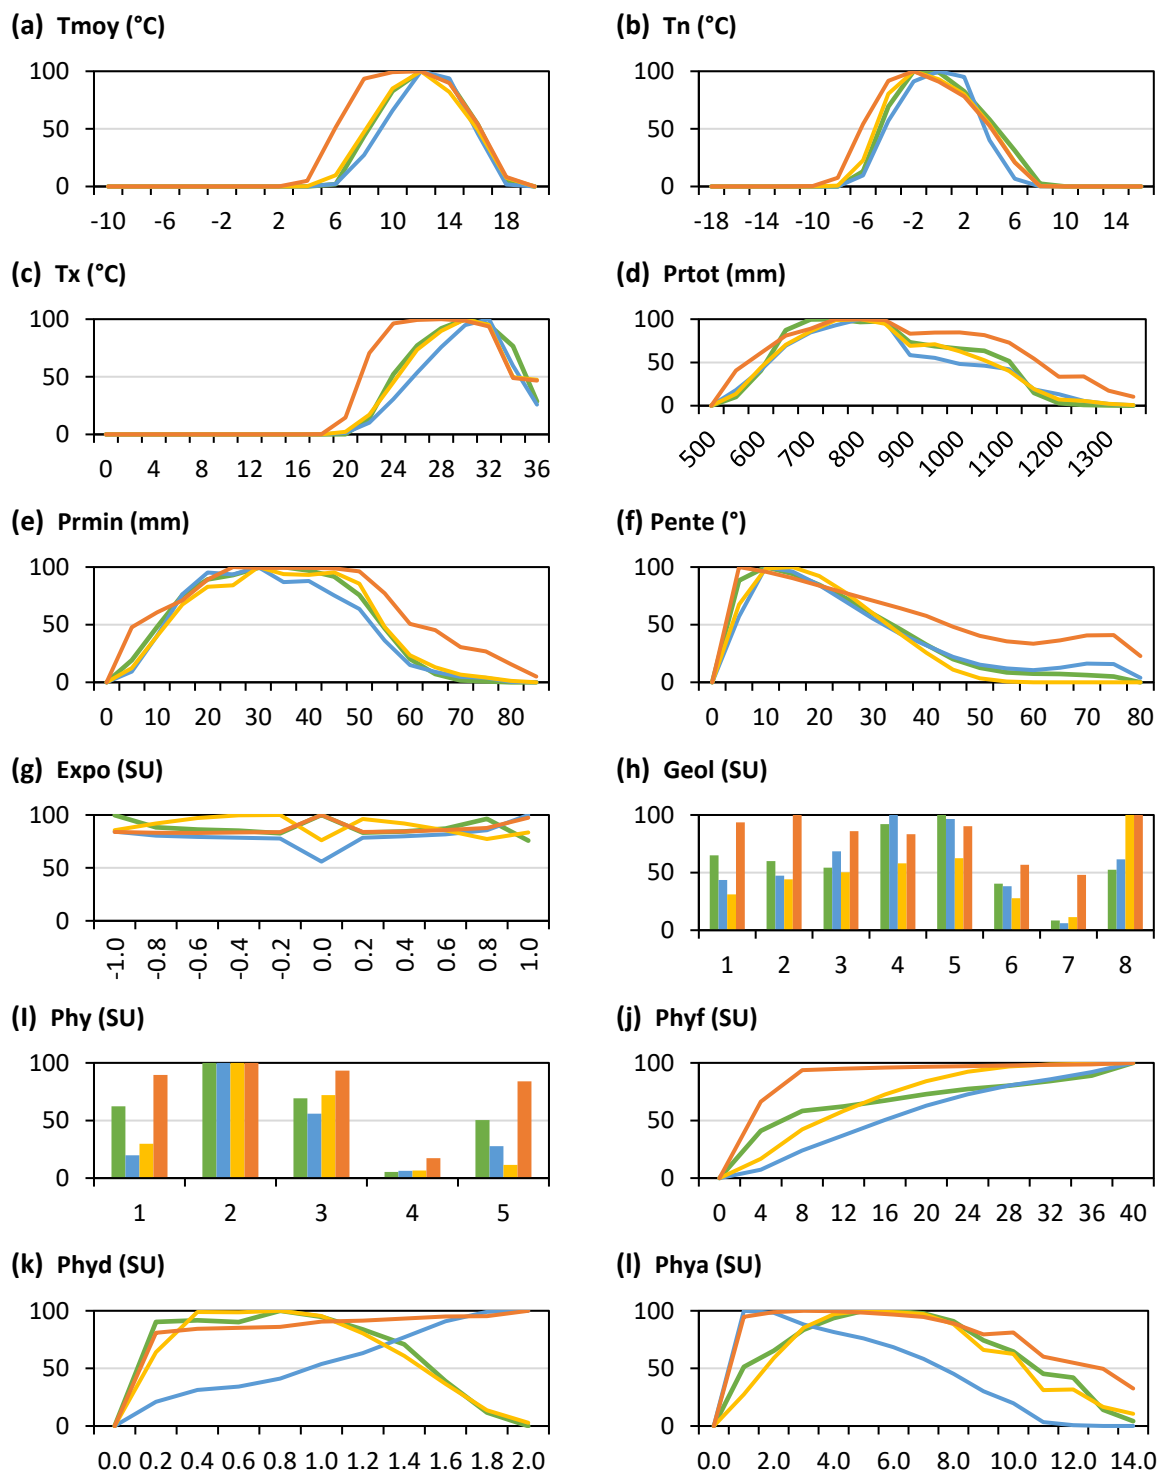 (a) Tmoy (°C)
100
50
0
-10 -6 -2 2 6 10 14 18
(b) Tn (°C)
100
50
0
-18 -14 -10 -6 -2 2 6 10 14
(c) Tx (°C)
100
50
0
0 4 8 12 16 20 24 28 32 36
(d) Prtot (mm)
100
50
0
500 600 700 800 900 1000 1100 1200 1300
(e) Prmin (mm)
100
50
0
0 10 20 30 40 50 60 70 80
(f) Pente (°)
100
50
0
0 10 20 30 40 50 60 70 80
(g) Expo (SU)
100
50
0
-1.0 -0.8 -0.6 -0.4 -0.2 0.0 0.2 0.4 0.6 0.8 1.0
(h) Geol (SU)
100
50
0
1 2 3 4 5 6 7 8
(I) Phy (SU)
100
50
0
1 2 3 4 5
(j) Phyf (SU)
100
50
0
0 4 8 12 16 20 24 28 32 36 40
(k) Phyd (SU)
100
50
0
0.0 0.2 0.4 0.6 0.8 1.0 1.2 1.4 1.6 1.8 2.0
(l) Phya (SU)
100
50
0
0.0 2.0 4.0 6.0 8.0 10.0 12.0 14.0